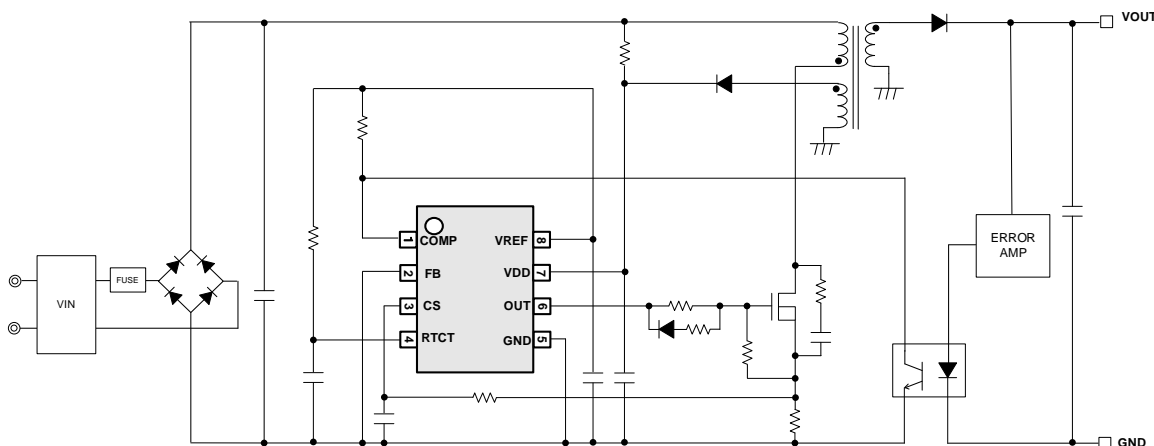 VOUT
COMP
FB
CS
RTCT
1
2
3
4
VREF
VDD
OUT
GND
8
7
6
5
VIN
FUSE
ERROR
AMP
GND